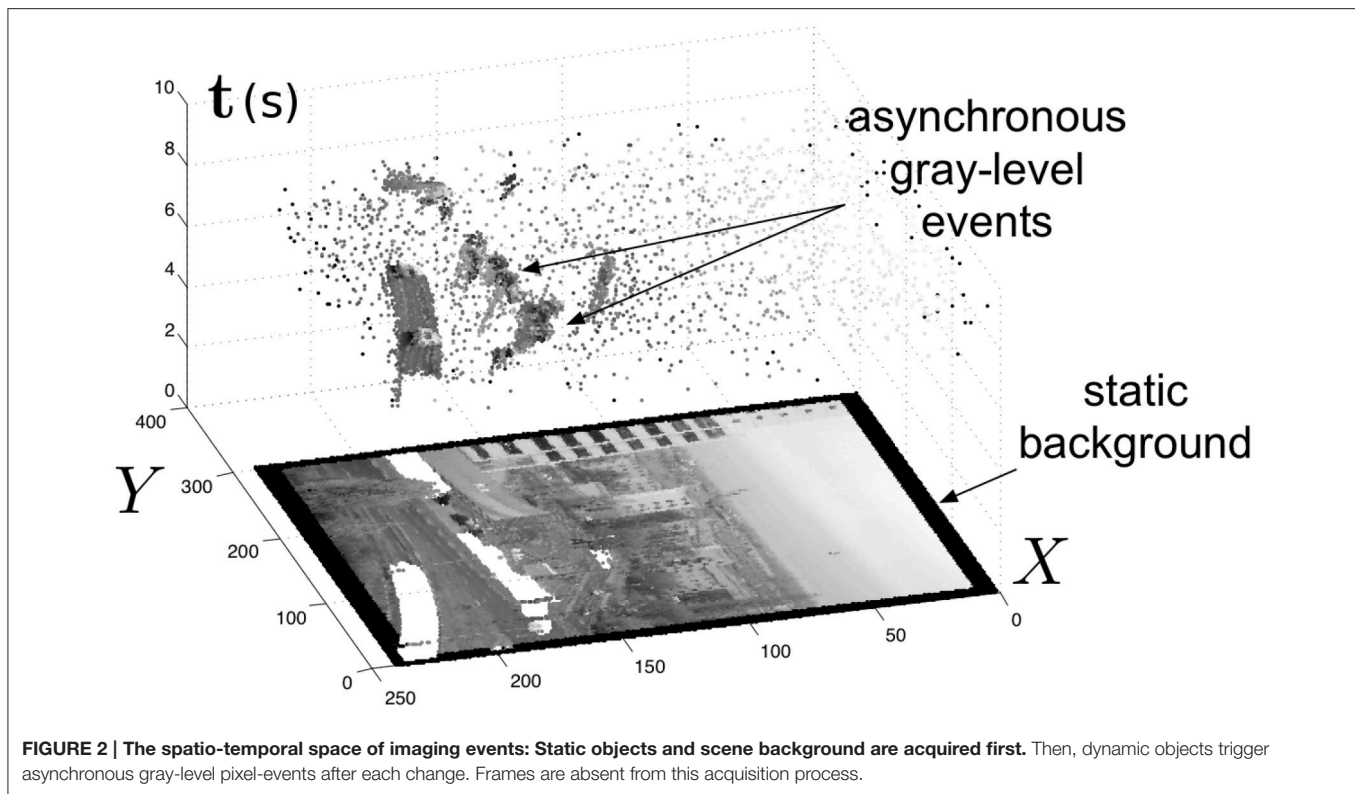 t (s)
10
8
6
4
2
0
asynchronous
gray-level
events
static
background
Y
400
300
200
100
0
X
250
200
150
100
50
0
FIGURE 2 | The spatio-temporal space of imaging events: Static objects and scene background are acquired first. Then, dynamic objects trigger
asynchronous gray-level pixel-events after each change. Frames are absent from this acquisition process.